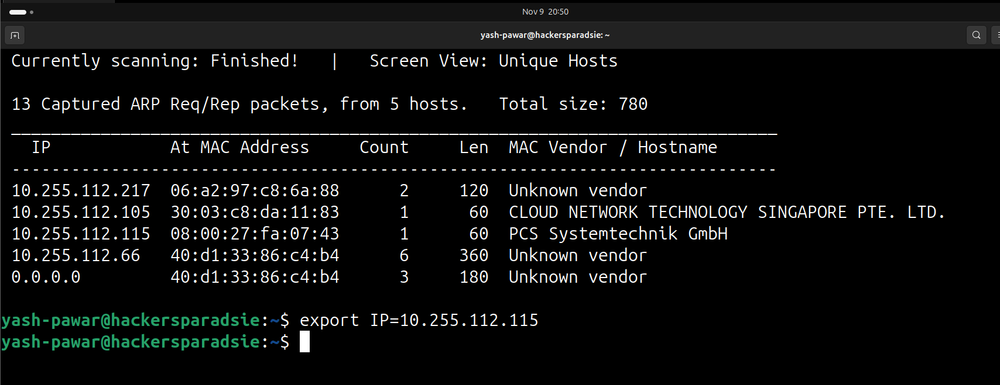 Nov 9 20:50
yash-pawar@hackersparadsie: ~
Currently scanning: Finished! | Screen View: Unique Hosts
13 Captured ARP Req/Rep packets, from 5 hosts. Total size: 780
_____________________________________________________________________________
IP At MAC Address Count Len MAC Vendor / Hostname
-----------------------------------------------------------------------------
10.255.112.217 06:a2:97:c8:6a:88 2 120 Unknown vendor
10.255.112.105 30:03:c8:da:11:83 1 60 CLOUD NETWORK TECHNOLOGY SINGAPORE PTE. LTD.
10.255.112.115 08:00:27:fa:07:43 1 60 PCS Systemtechnik GmbH
10.255.112.66 40:d1:33:86:c4:b4 6 360 Unknown vendor
0.0.0.0 40:d1:33:86:c4:b4 3 180 Unknown vendor
yash-pawar@hackersparadsie:~$ export IP=10.255.112.115
yash-pawar@hackersparadsie:~$